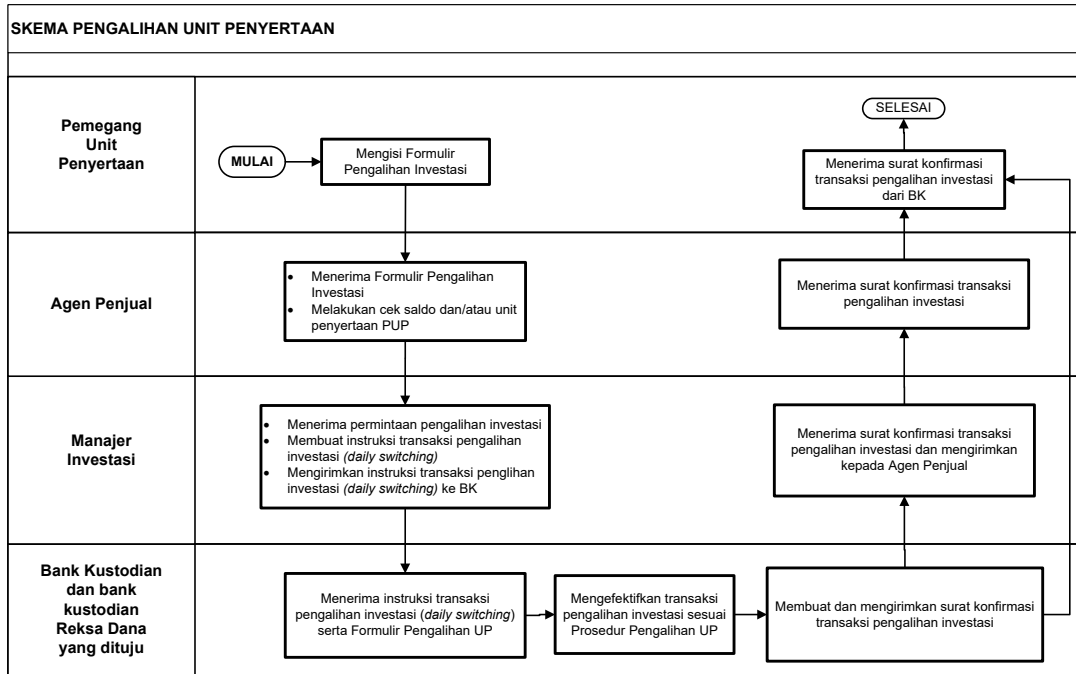 SKEMA PENGALIHAN UNIT PENYERTAAN
Pemegang
Unit
Penyertaan
MULAI
Mengisi Formulir
Pengalihan Investasi
SELESAI
Menerima surat konfirmasi
transaksi pengalihan investasi
dari BK
Agen Penjual
• Menerima Formulir Pengalihan
Investasi
• Melakukan cek saldo dan/atau unit
penyertaan PUP
Menerima surat konfirmasi transaksi
pengalihan investasi
Manajer
Investasi
• Menerima permintaan pengalihan investasi
• Membuat instruksi transaksi pengalihan
investasi (daily switching)
• Mengirimkan instruksi transaksi penglihan
investasi (daily switching) ke BK
Menerima surat konfirmasi transaksi
pengalihan investasi dan mengirimkan
kepada Agen Penjual
Bank Kustodian
dan bank
kustodian
Reksa Dana
yang dituju
Menerima instruksi transaksi
pengalihan investasi (daily switching)
serta Formulir Pengalihan UP
Mengefektifkan transaksi
pengalihan investasi sesuai
Prosedur Pengalihan UP
Membuat dan mengirimkan surat konfirmasi
transaksi pengalihan investasi